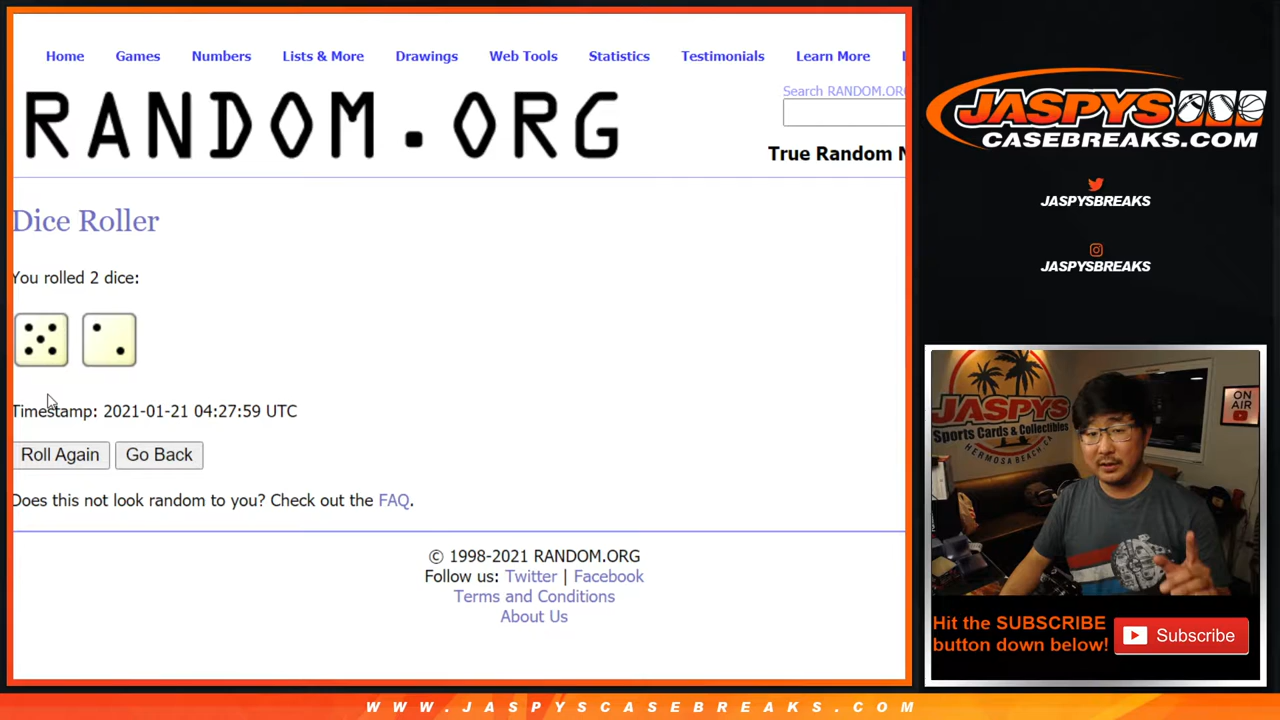 Home Games Numbers Lists & More Drawings Web Tools Statistics Testimonials Learn More
RANDOM.ORG
Search RANDOM.OR
True Random N
Dice Roller
You rolled 2 dice:
Timestamp: 2021-01-21 04:27:59 UTC
Roll Again Go Back
Does this not look random to you? Check out the FAQ.
© 1998-2021 RANDOM.ORG
Follow us: Twitter | Facebook
Terms and Conditions
About Us
JASPYS
CASEBREAKS.COM
JASPYSBREAKS
JASPYSBREAKS
JASPYS
Sports Cards & Collectibles
HERMOSA BEACH, CA
ON AIR
Hit the SUBSCRIBE
button down below!
Subscribe
WWW.JASPYSCASEBREAKS.COM